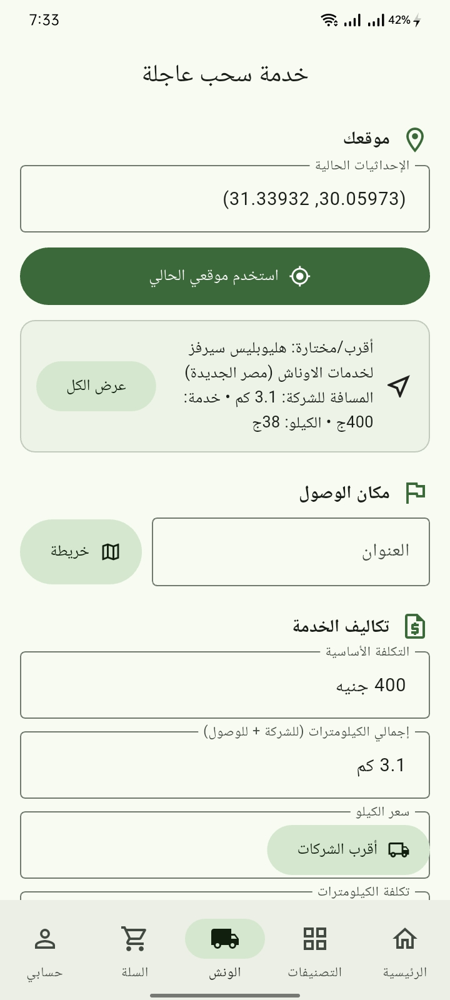 7:33
42%
خدمة سحب عاجلة
موقعك
الإحداثيات الحالية
(31.33932 ,30.05973)
استخدم موقعي الحالي
أقرب/مختارة: هليوبليس سيرفز
لخدمات الاوناش (مصر الجديدة)
المسافة للشركة: 3.1 كم • خدمة:
400ج • الكيلو: 38ج
عرض الكل
مكان الوصول
العنوان
خريطة
تكاليف الخدمة
التكلفة الأساسية
400 جنيه
إجمالي الكيلومترات (للشركة + للوصول)
3.1 كم
سعر الكيلو
أقرب الشركات
تكلفة الكيلومترات
الرئيسية
التصنيفات
الونش
السلة
حسابي